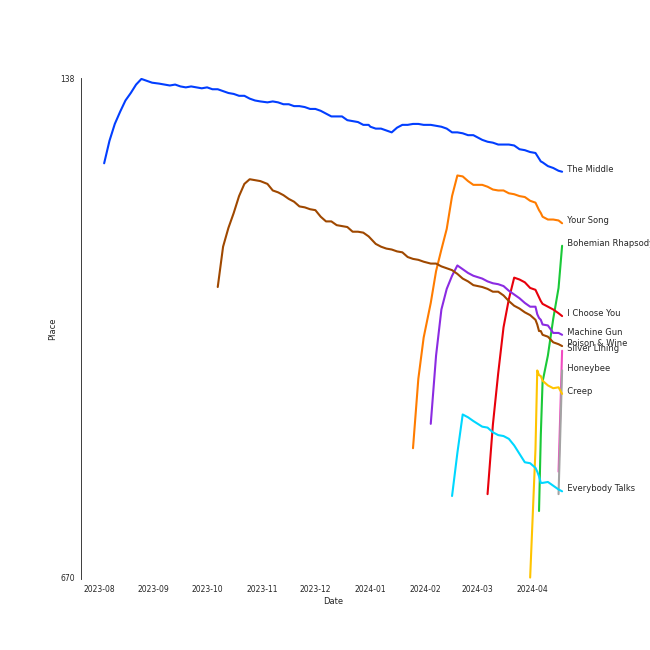 138
The Middle
Your Song
Bohemian Rhapsod
I Choose You
Place
Machine Gun
Poison & Wine
Silver Lining
Honeybee
Creep
Everybody Talks
670
2023-08 2023-09 2023-10 2023-11 2023-12 2024-01 2024-02 2024-03 2024-04
Date